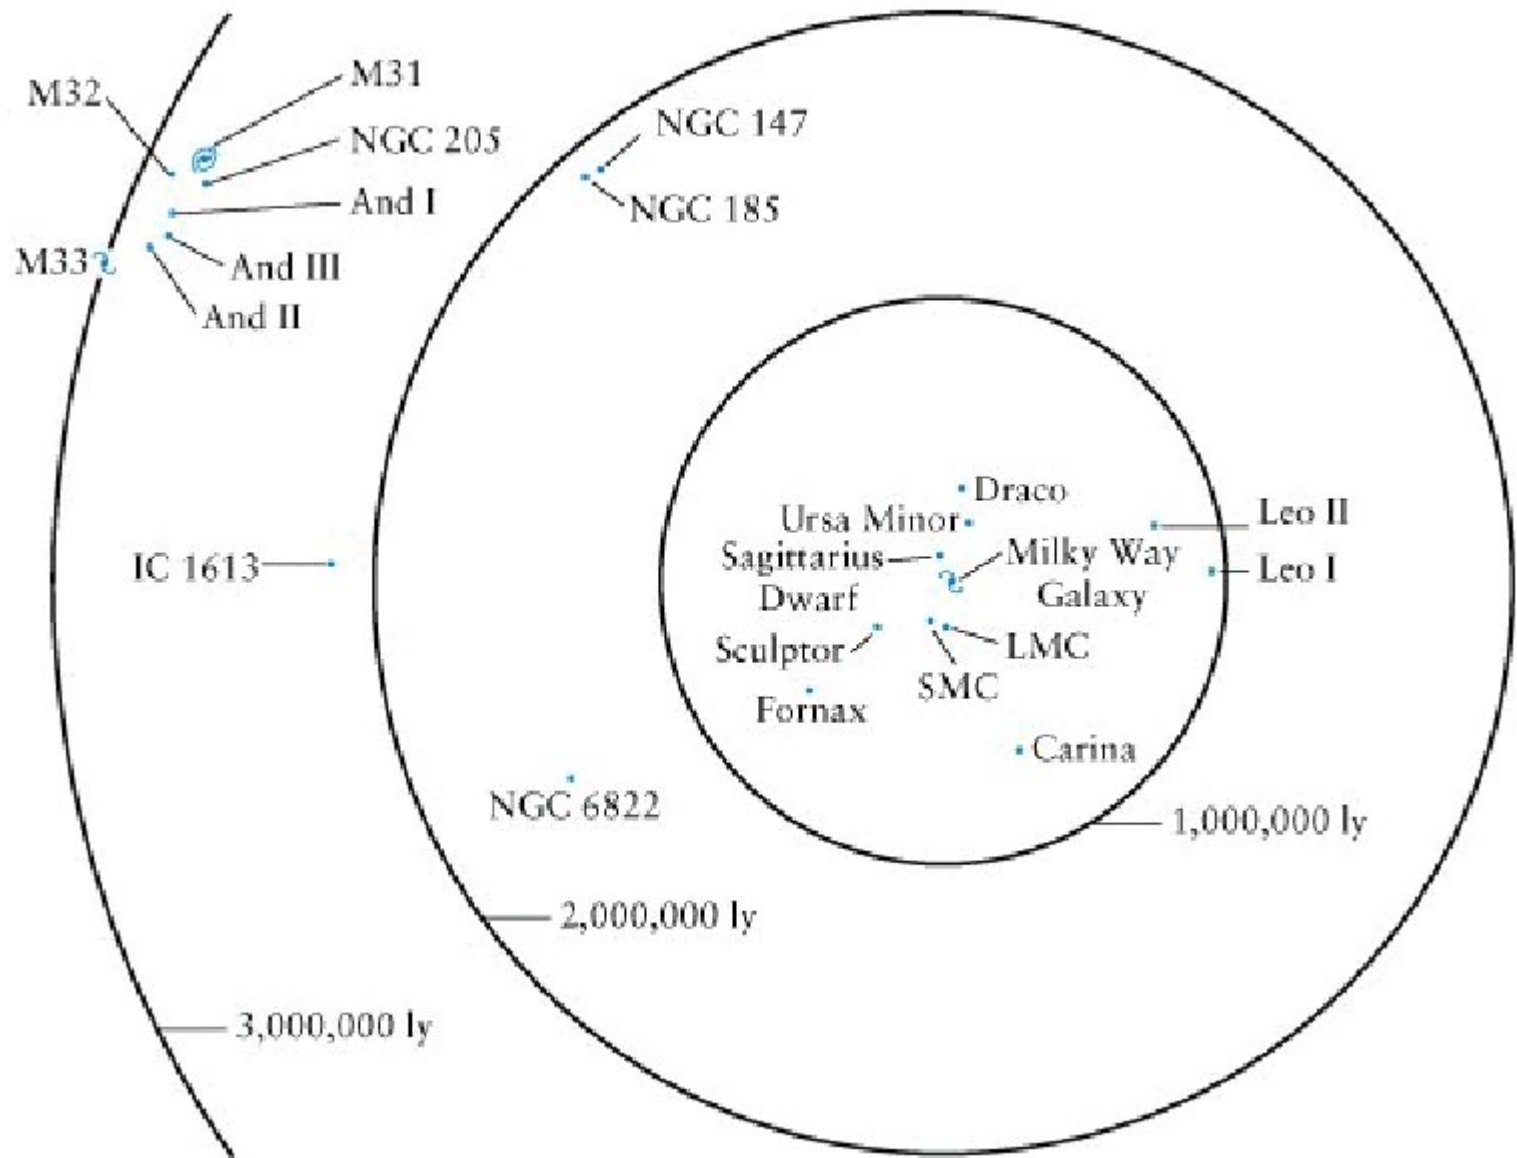 M31
M32
NGC 205
And I
M33
And III
And II
NGC 147
NGC 185
Draco
Ursa Minor
Sagittarius
Dwarf
Milky Way
Galaxy
Leo II
Leo I
IC 1613
Sculptor
LMC
SMC
Fornax
Carina
NGC 6822
1,000,000 ly
2,000,000 ly
3,000,000 ly